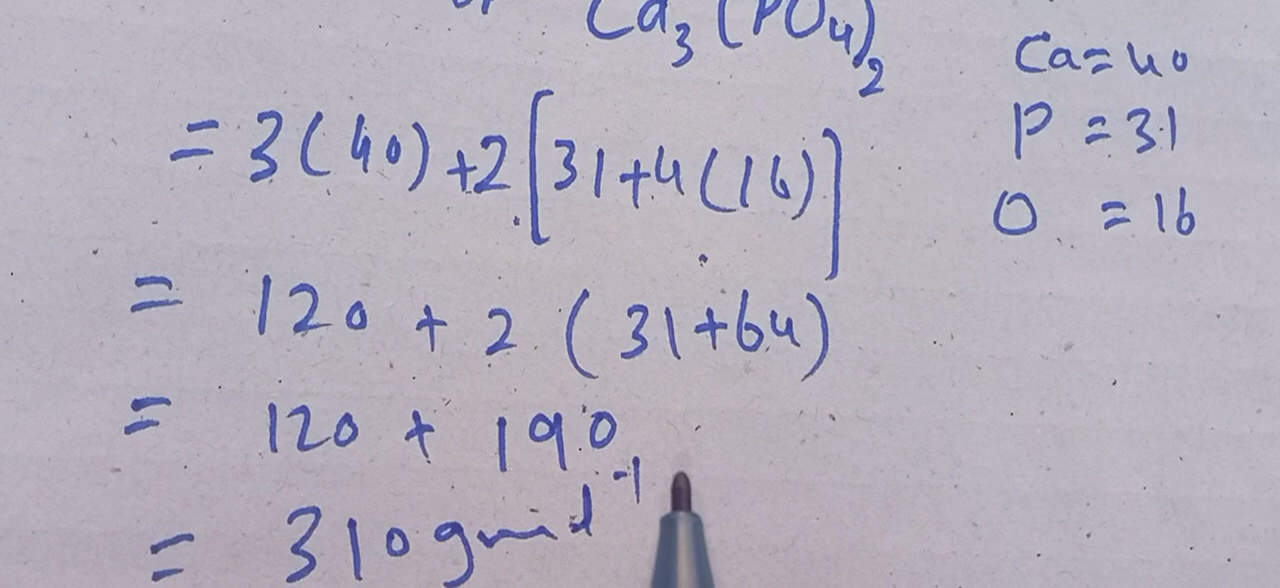 Ca₃(PO₄)₂
Ca=40
P=31
O=16
=3(40)+2[31+4(16)]
= 120 + 2 (31+64)
= 120 + 190
= 310 gmol⁻¹